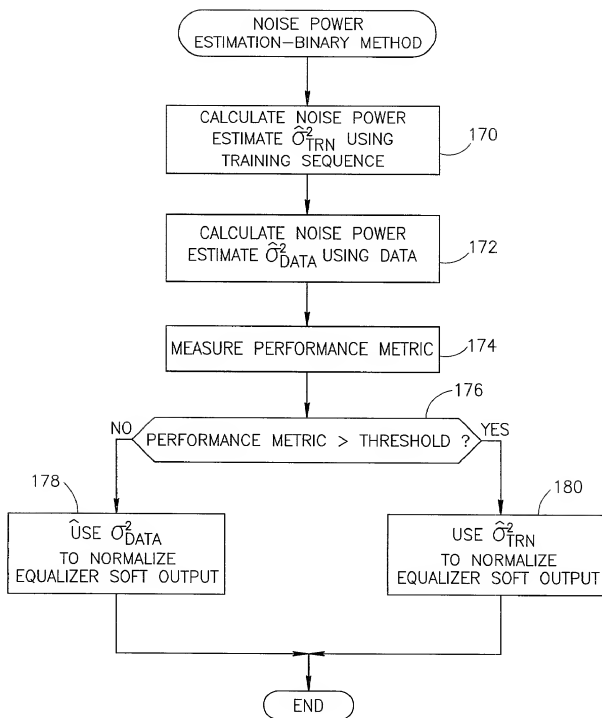 NOISE POWER
ESTIMATION-BINARY METHOD
CALCULATE NOISE POWER
ESTIMATE σ̂²TRN USING
TRAINING SEQUENCE
170
CALCULATE NOISE POWER
ESTIMATE σ̂²DATA USING DATA
172
MEASURE PERFORMANCE METRIC
174
176
NO
PERFORMANCE METRIC > THRESHOLD ?
YES
178
^USE σ²DATA
TO NORMALIZE
EQUALIZER SOFT OUTPUT
180
USE σ̂²TRN
TO NORMALIZE
EQUALIZER SOFT OUTPUT
END